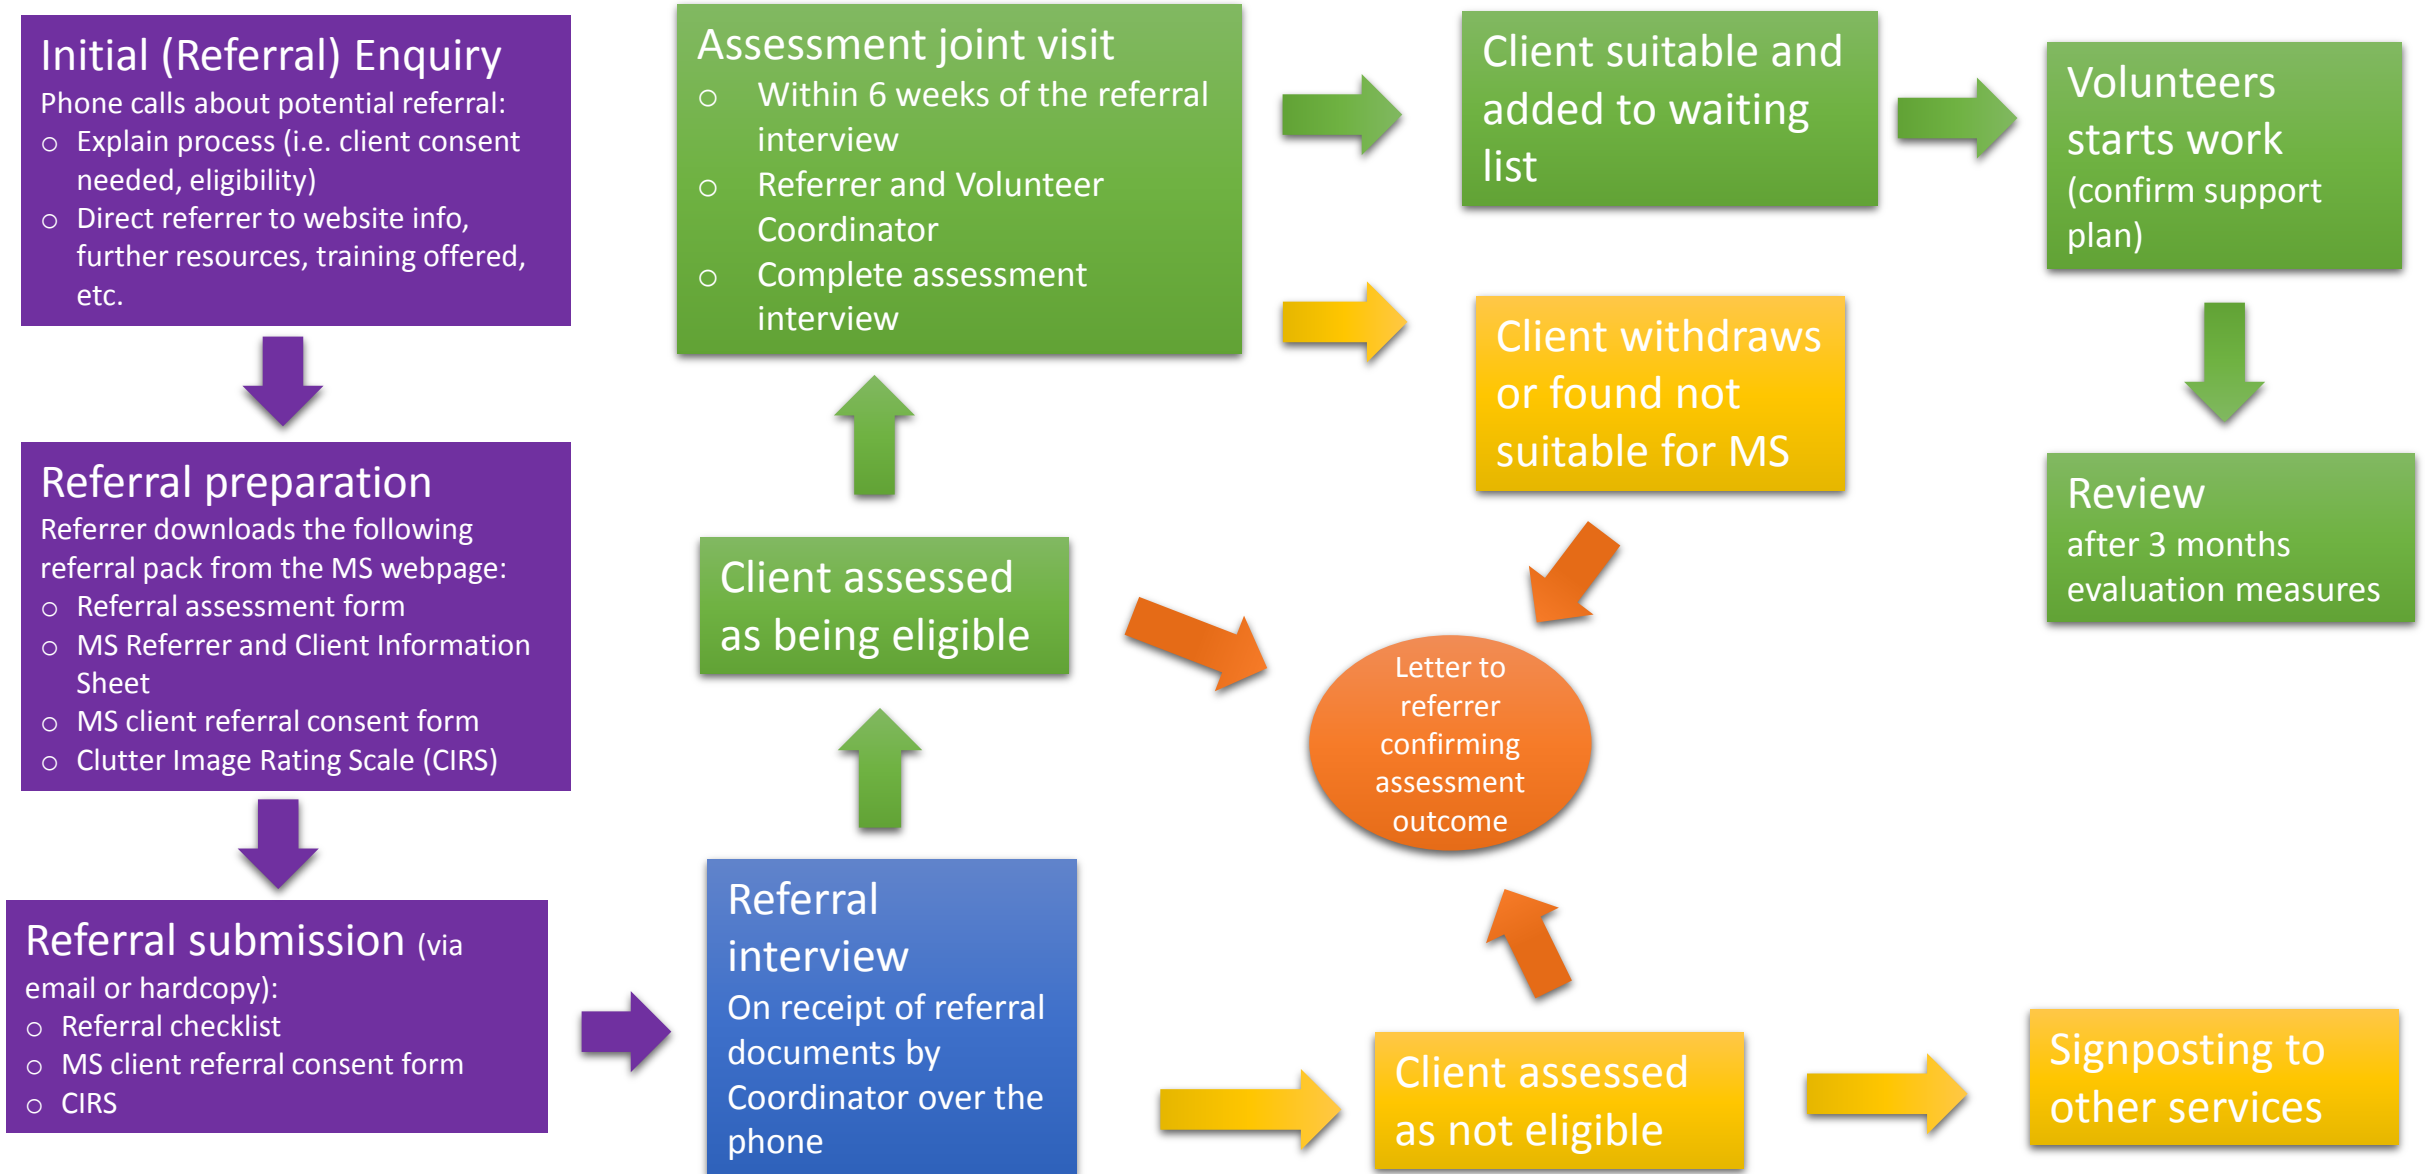 Initial (Referral) Enquiry
Phone calls about potential referral:
o Explain process (i.e. client consent
needed, eligibility)
o Direct referrer to website info,
further resources, training offered,
etc.
Referral preparation
Referrer downloads the following
referral pack from the MS webpage:
o Referral assessment form
o MS Referrer and Client Information
Sheet
o MS client referral consent form
o Clutter Image Rating Scale (CIRS)
Referral submission (via
email or hardcopy):
o Referral checklist
o MS client referral consent form
o CIRS
Referral
interview
On receipt of referral
documents by
Coordinator over the
phone
Client assessed
as being eligible
Assessment joint visit
o Within 6 weeks of the referral
interview
o Referrer and Volunteer
Coordinator
o Complete assessment
interview
Client suitable and
added to waiting
list
Volunteers
starts work
(confirm support
plan)
Review
after 3 months
evaluation measures
Client withdraws
or found not
suitable for MS
Letter to
referrer
confirming
assessment
outcome
Client assessed
as not eligible
Signposting to
other services